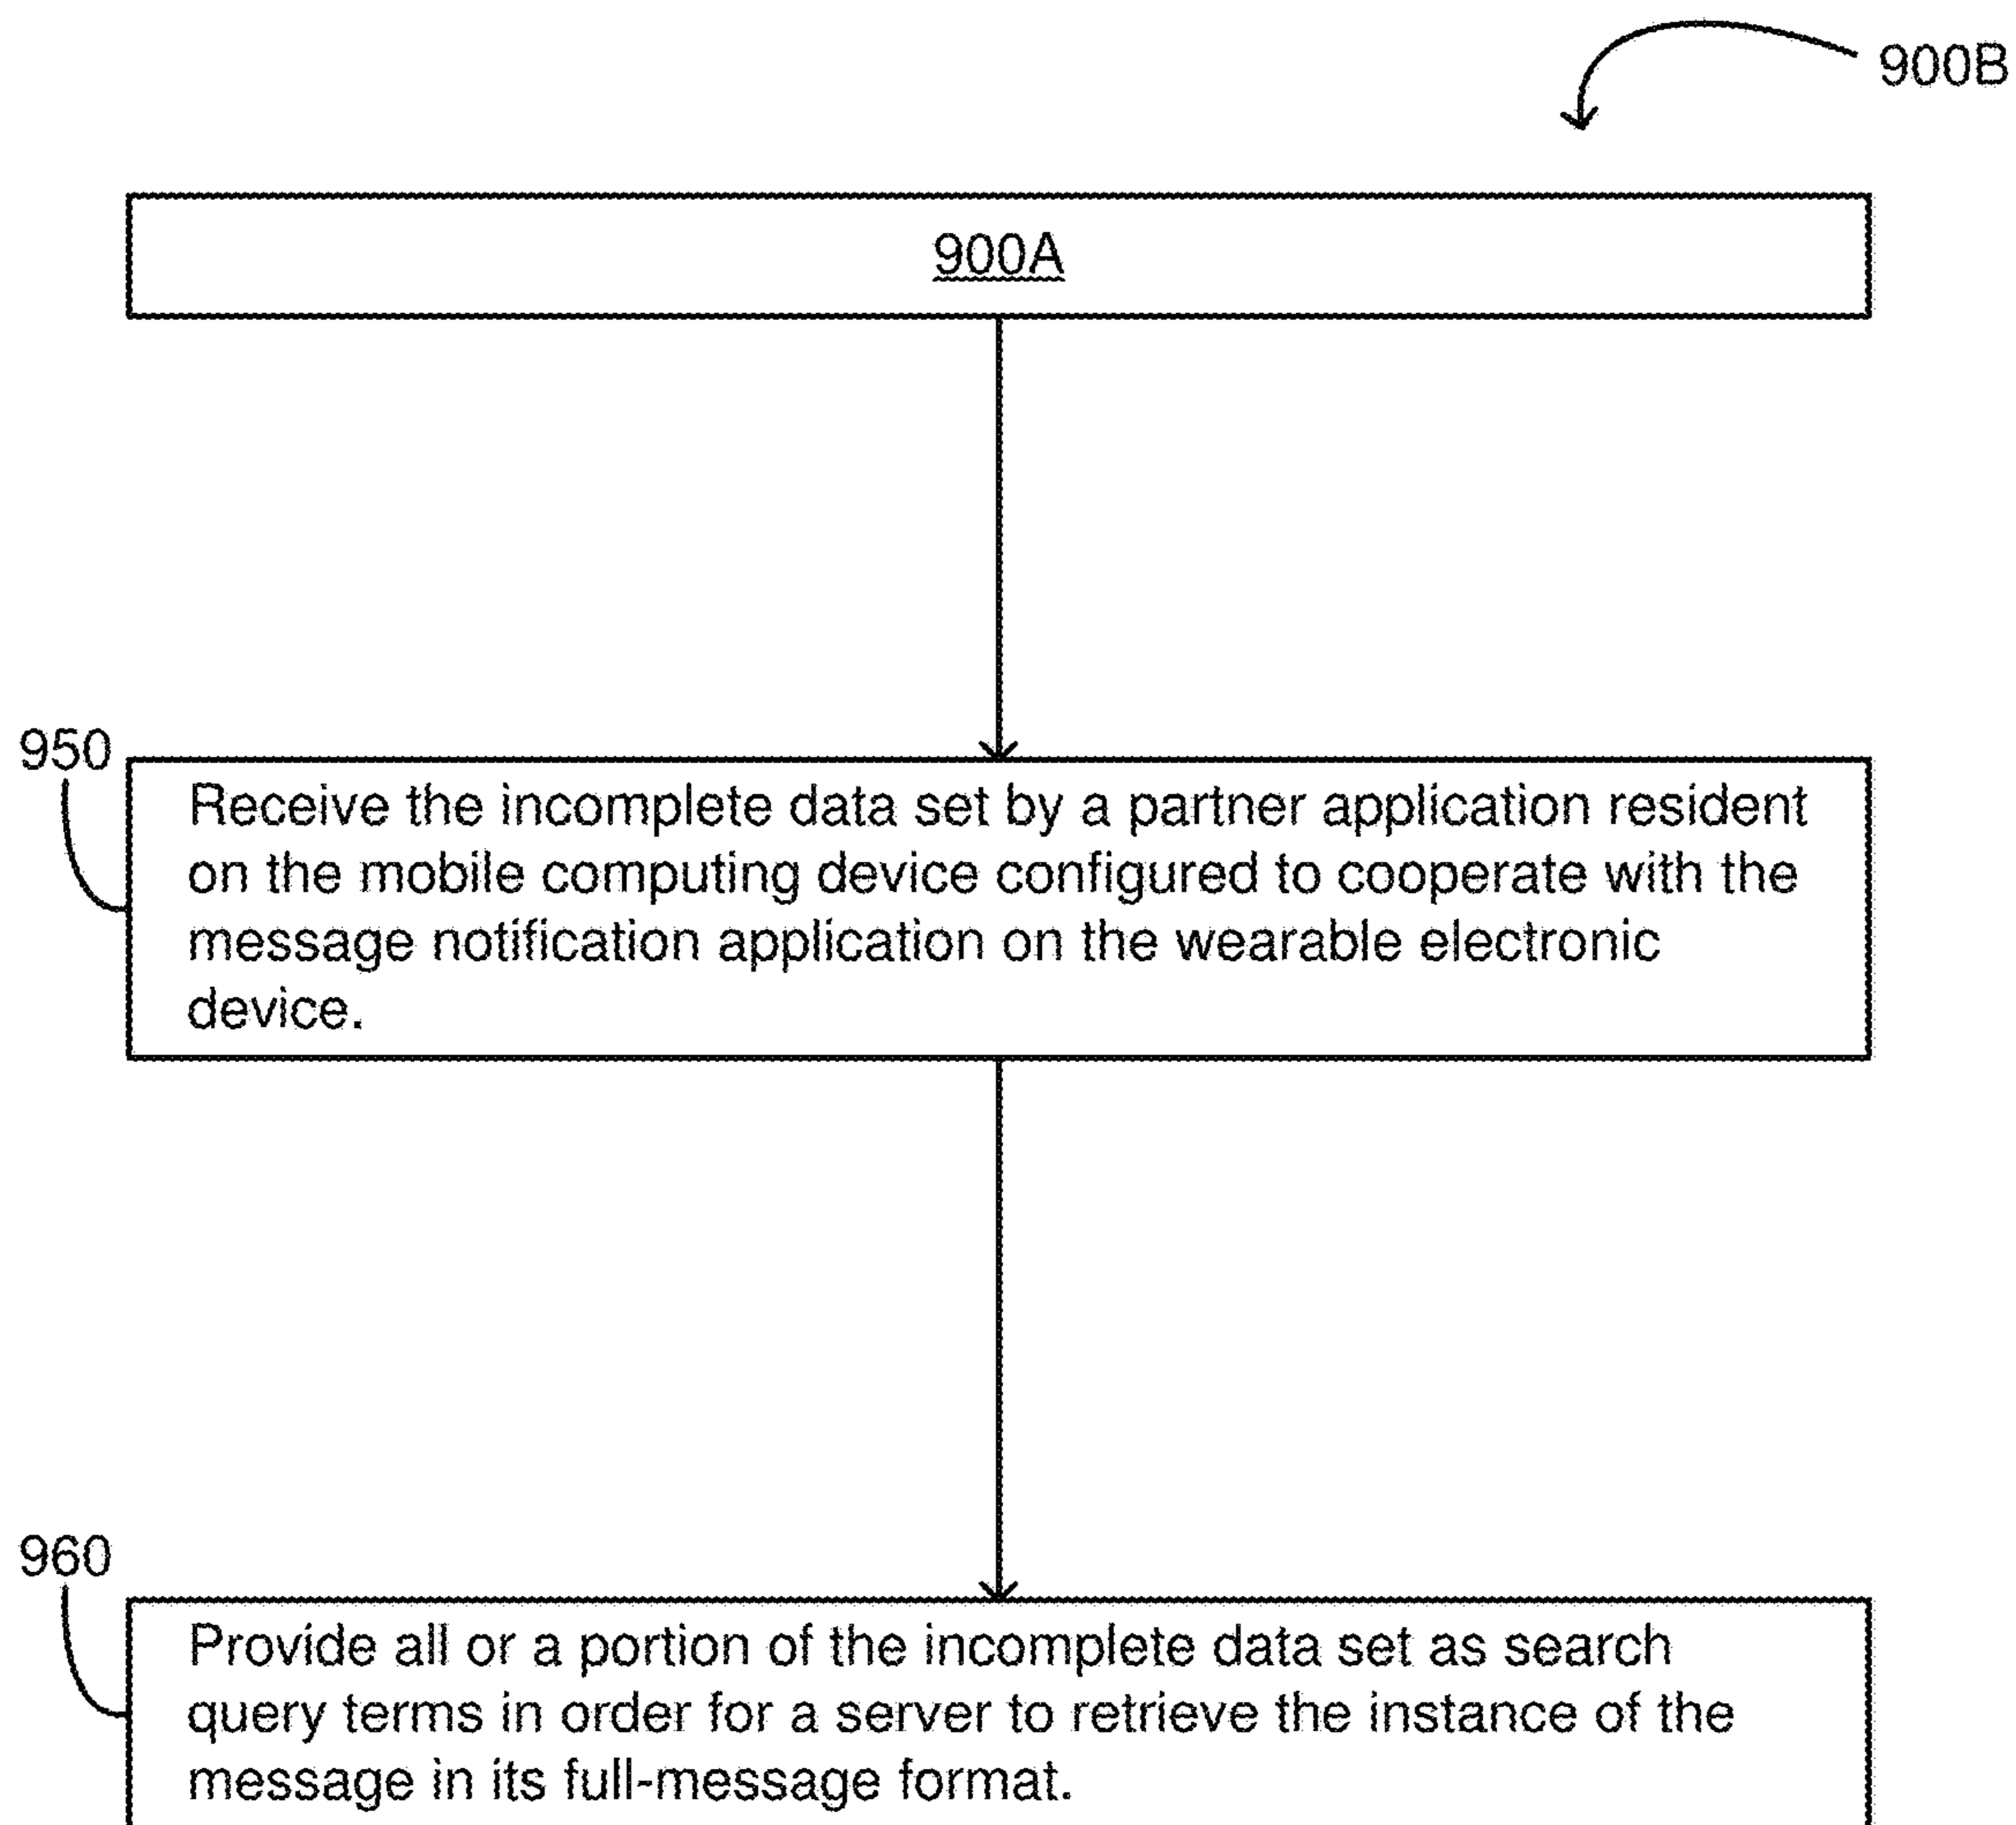 900B
900A
950
Receive the incomplete data set by a partner application resident
on the mobile computing device configured to cooperate with the
message notification application on the wearable electronic
device.
960
Provide all or a portion of the incomplete data set as search
query terms in order for a server to retrieve the instance of the
message in its full-message format.